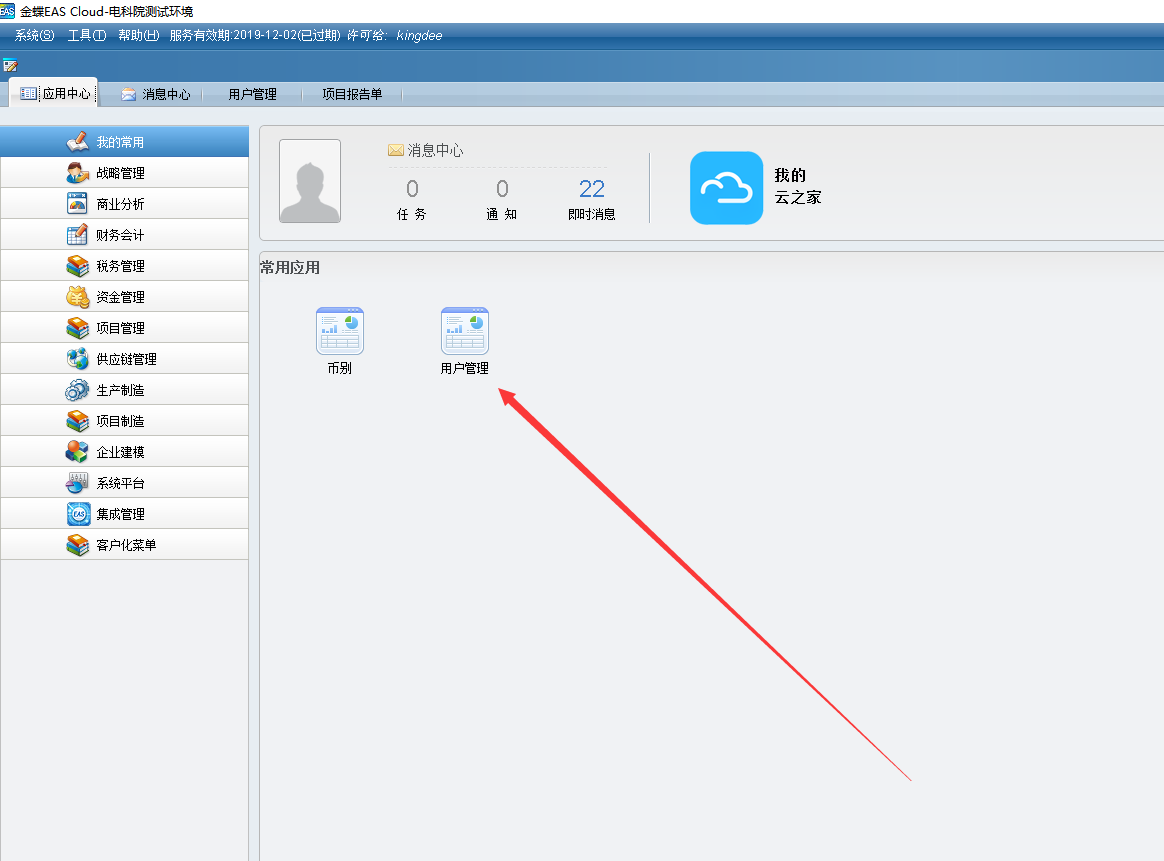 EAS 金蝶EAS Cloud-电科院测试环境
系统(S) 工具(T) 帮助(H) 服务有效期:2019-12-02(已过期) 许可给: kingdee
应用中心 消息中心 用户管理 项目报告单
我的常用
战略管理
商业分析
财务会计
税务管理
资金管理
项目管理
供应链管理
生产制造
项目制造
企业建模
系统平台
EAS 集成管理
客户化菜单
消息中心
0 0 22
任 务 通 知 即时消息
我的
云之家
常用应用
币别 用户管理